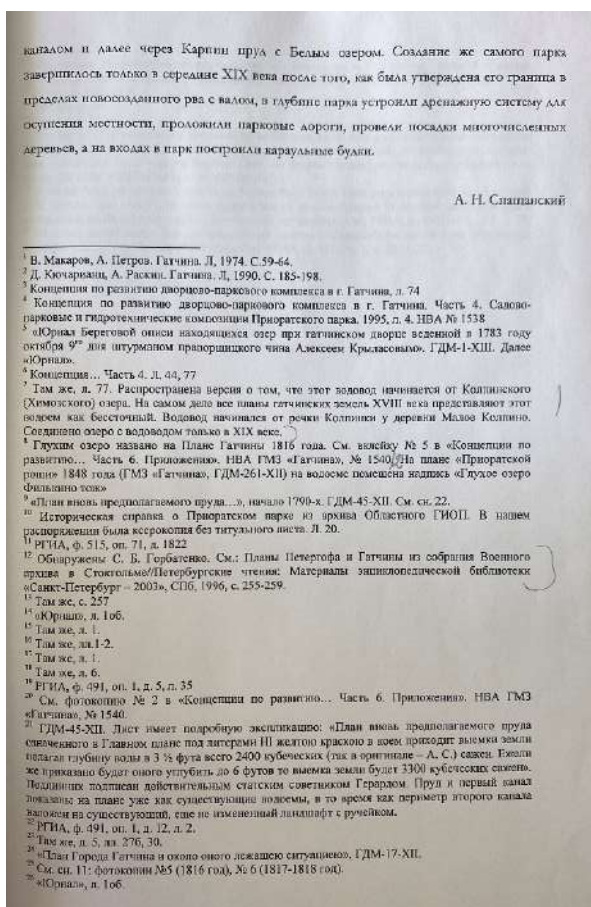 каналом и далее через Карпин пруд с Белым озером. Создание же самого парка
завершилось только в середине XIX века после того, как была утверждена его граница в
пределах новосозданного рва с валом, в глубине парка устроили дренажную систему для
осушения местности, проложили парковые дороги, провели посадки многочисленных
деревьев, а на входах в парк построили караульные будки.
А. Н. Спащанский
1 В. Макаров, А. Петров. Гатчина. Л, 1974. С.59-64.
2 Д. Кючарианц, А. Раскин. Гатчина. Л, 1990. С. 185-198.
3 Концепция по развитию дворцово-паркового комплекса в г. Гатчина, л. 74
4 Концепция по развитию дворцово-паркового комплекса в г. Гатчина. Часть 4. Садово-
парковые и гидротехнические композиции Приоратского парка. 1995, л. 4. НВА № 1538
5 «Юрнал Береговой описи находящихся озер при гатчинском дворце веденной в 1783 году
октября 9го дня штурманом прапорщицкого чина Алексеем Крыласовым». ГДМ-1-XIII. Далее
«Юрнал».
6 Концепция… Часть 4. Л. 44, 77
7 Там же, л. 77. Распространена версия о том, что этот водовод начинается от Колпинского
(Химозского) озера. На самом деле все планы гатчинских земель XVIII века представляют этот
водоем как бессточный. Водовод начинался от речки Колпинки у деревни Малое Колпино.
Соединено озеро с водоводом только в XIX веке.
8 Глухим озеро названо на Плане Гатчины 1816 года. См. вклейку № 5 в «Концепции по
развитию… Часть 6. Приложения». НВА ГМЗ «Гатчина», № 1540. На плане «Приоратской
рощи» 1848 года (ГМЗ «Гатчина», ГДМ-261-XII) на водоеме помещена надпись «Глухое озеро
Филькино тож»
9 «План вновь предполагаемого пруда…», начало 1790-х. ГДМ-45-XII. См. сн. 22.
10 Историческая справка о Приоратском парке из архива Областного ГИОП. В нашем
распоряжении была ксерокопия без титульного листа. Л. 20.
11 РГИА, ф. 515, оп. 71, д. 1822
12 Обнаружены С. Б. Горбатенко. См.: Планы Петергофа и Гатчины из собрания Военного
архива в Стокгольме//Петербургские чтения: Материалы энциклопедической библиотеки
«Санкт-Петербург – 2003», СПб, 1996, с. 255-259.
13 Там же, с. 257
14 «Юрнал», л. 1об.
15 Там же, л. 1.
16 Там же, лл.1-2.
17 Там же, л. 1.
18 Там же, л. 6.
19 РГИА, ф. 491, оп. 1, д. 5, л. 35
20 См. фотокопию № 2 в «Концепции по развитию… Часть 6. Приложения». НВА ГМЗ
«Гатчина», № 1540.
21 ГДМ-45-XII. Лист имеет подробную экспликацию: «План вновь предполагаемого пруда
означенного в Главном плане под литерами HI желтою краскою в коем приходит выемки земли
полагая глубину воды в 3 ½ фута всего 2400 кубеческих (так в оригинале – А. С.) сажен. Ежели
же приказано будет оного углубить до 6 футов то выемка земли будет 3300 кубеческих сажен».
Подлинник подписан действительным статским советником Герардом. Пруд и первый канал
показаны на плане уже как существующие водоемы, в то время как периметр второго канала
наложен на существующий, еще не измененный ландшафт с ручейком.
22 РГИА, ф. 491, оп. 1, д. 12, л. 2.
23 Там же, д. 5, лл. 27б, 30.
24 «План Города Гатчина и около оного лежащею ситуациею», ГДМ-17-XII.
25 См. сн. 11: фотокопии №5 (1816 год), № 6 (1817-1818 год).
26 «Юрнал», л. 1об.